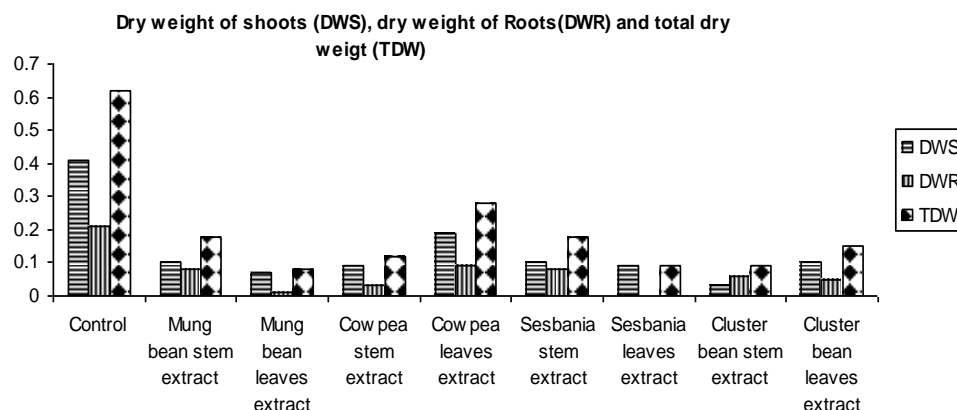 Dry weight of shoots (DWS), dry weight of Roots(DWR) and total dry
weigt (TDW)
0.7
0.6
0.5
0.4
0.3
0.2
0.1
0
DWS
DWR
TDW
Control
Mung
bean stem
extract
Mung
bean
leaves
extract
Cow pea
stem
extract
Cow pea
leaves
extract
Sesbania
stem
extract
Sesbania
leaves
extract
Cluster
bean stem
extract
Cluster
bean
leaves
extract